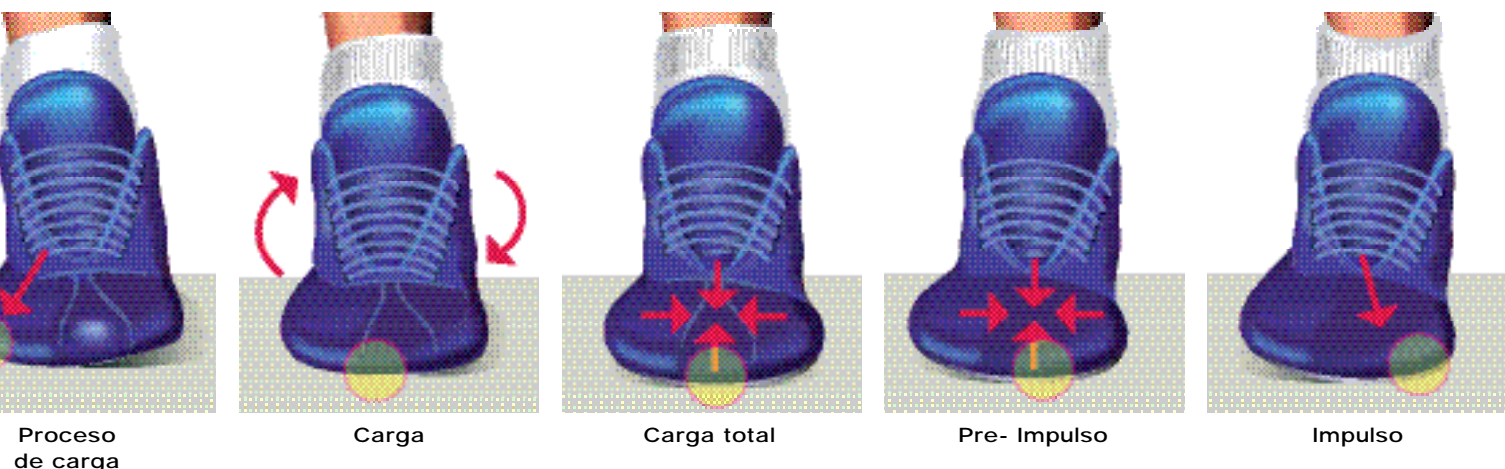 Proceso
de carga
Carga
Carga total
Pre- Impulso
Impulso